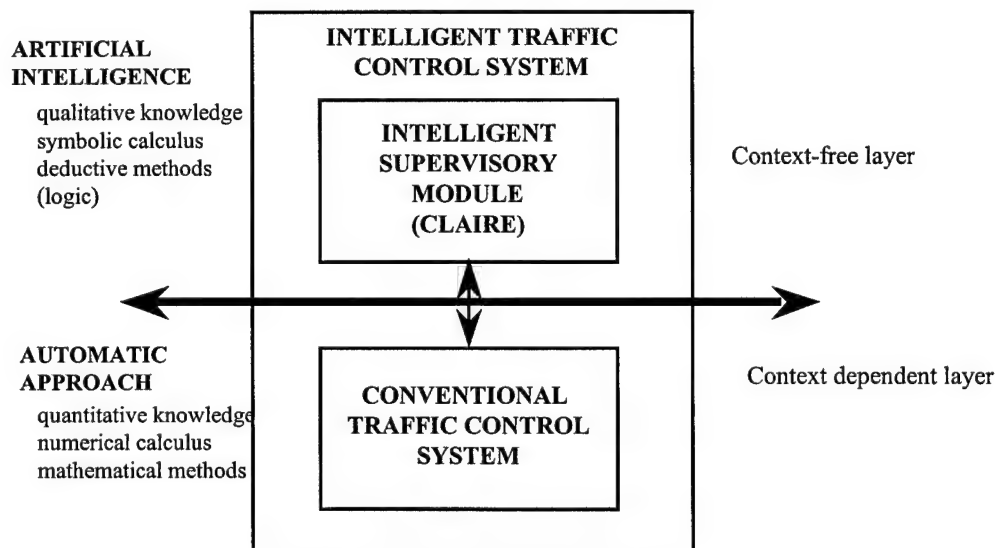 ARTIFICIAL
INTELLIGENCE
qualitative knowledge
symbolic calculus
deductive methods
(logic)
INTELLIGENT TRAFFIC
CONTROL SYSTEM
INTELLIGENT
SUPERVISORY
MODULE
(CLAIRE)
Context-free layer
AUTOMATIC
APPROACH
quantitative knowledge
numerical calculus
mathematical methods
CONVENTIONAL
TRAFFIC CONTROL
SYSTEM
Context dependent layer